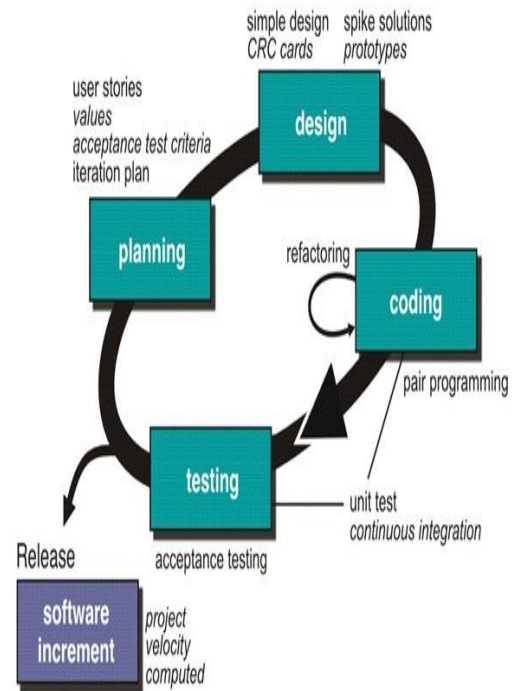 simple design
CRC cards
spike solutions
prototypes
user stories
values
acceptance test criteria
iteration plan
design
planning
refactoring
coding
pair programming
testing
unit test
continuous integration
acceptance testing
Release
software
increment
project
velocity
computed